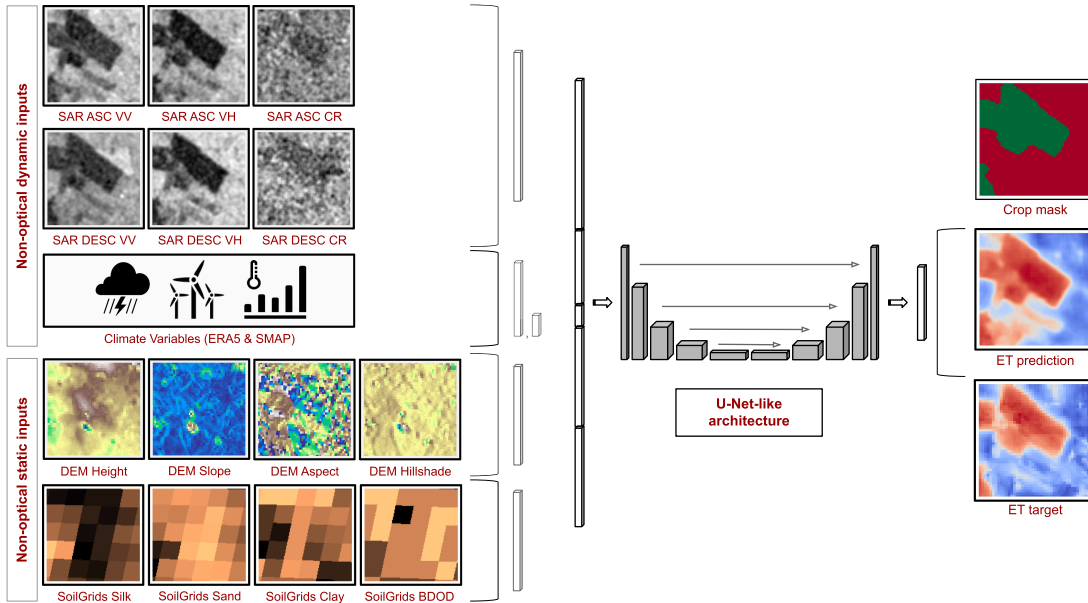 Non-optical dynamic inputs
SAR ASC VV
SAR ASC VH
SAR ASC CR
SAR DESC VV
SAR DESC VH
SAR DESC CR
Climate Variables (ERA5 & SMAP)
,
Non-optical static inputs
DEM Height
DEM Slope
DEM Aspect
DEM Hillshade
SoilGrids Silk
SoilGrids Sand
SoilGrids Clay
SoilGrids BDOD
U-Net-like
architecture
Crop mask
ET prediction
ET target